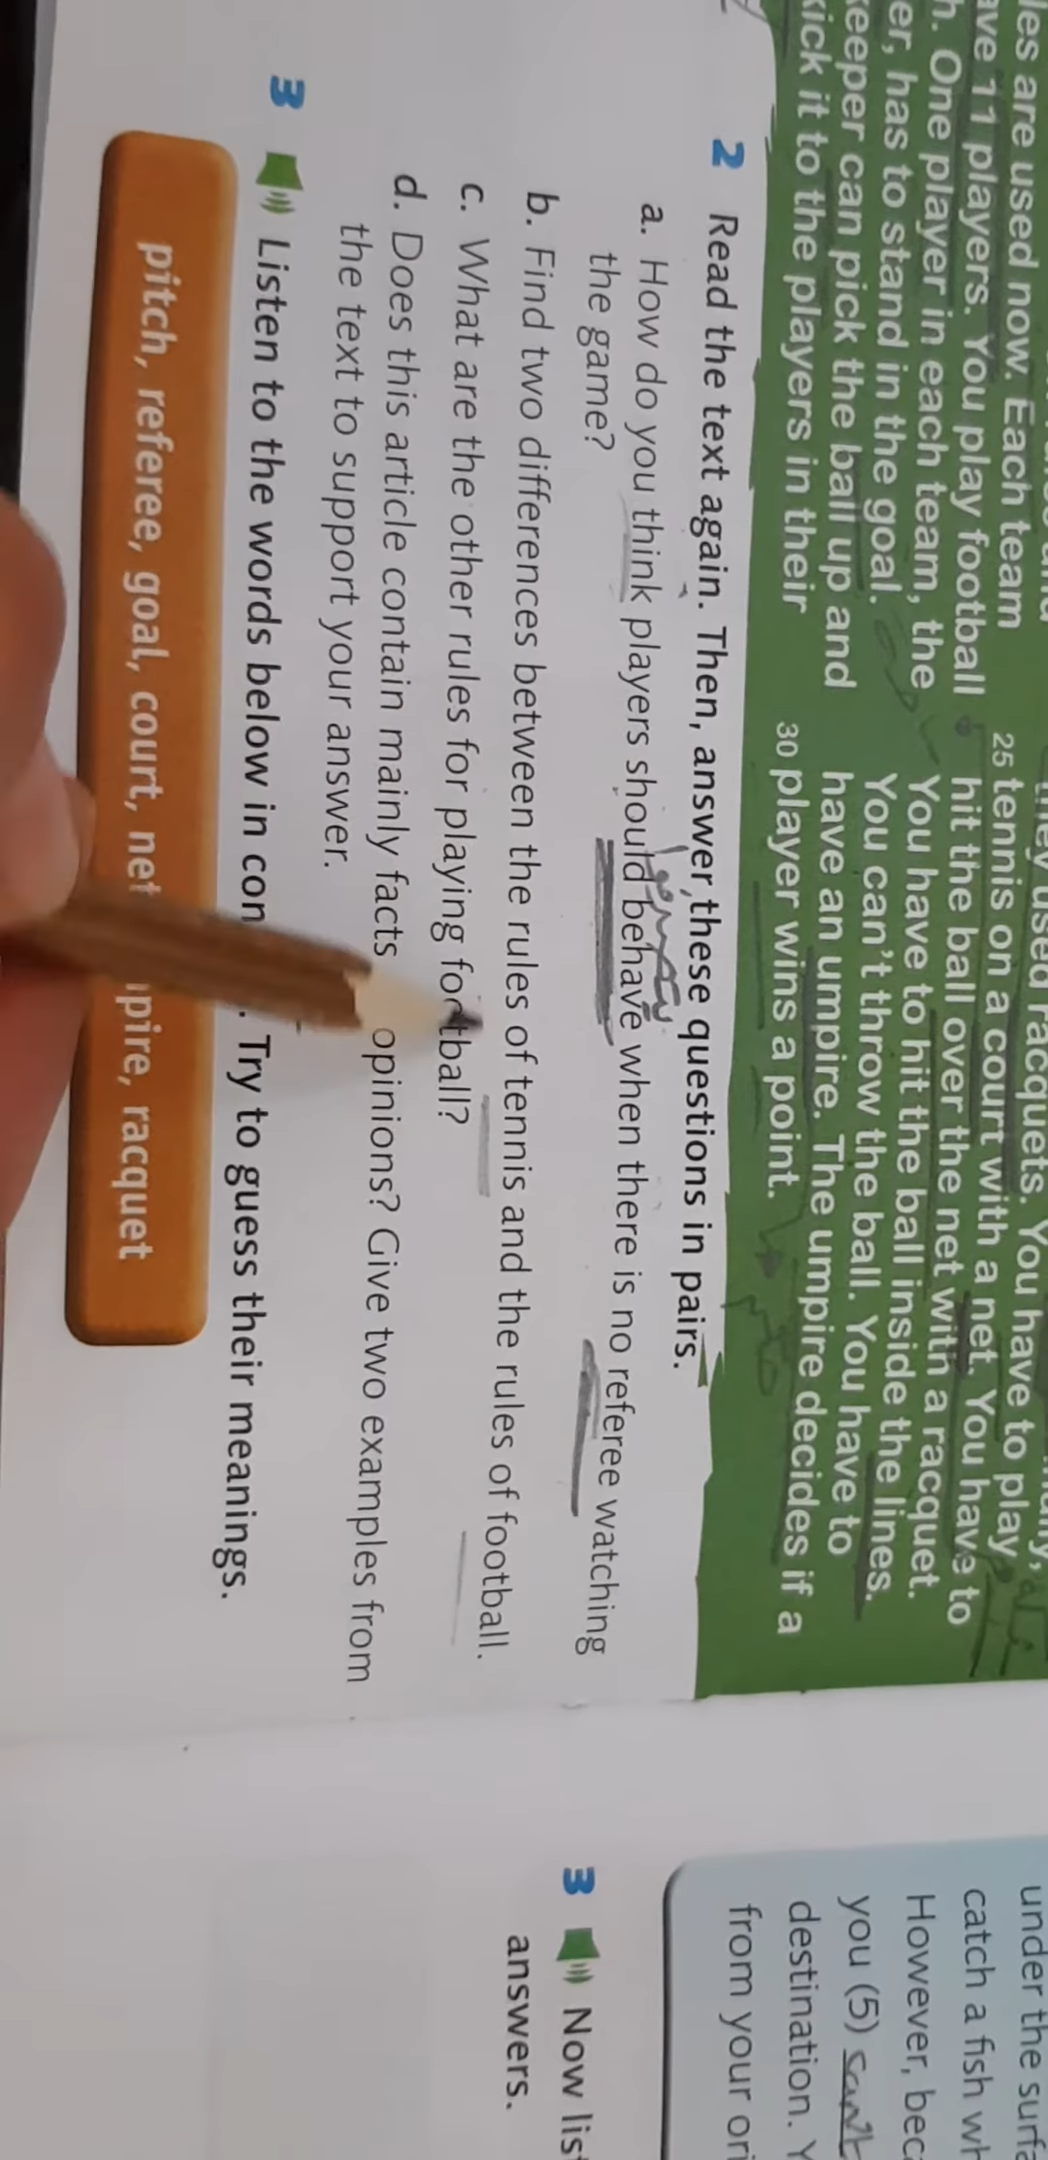 les are used now. Each team
ave 11 players. You play football
h. One player in each team, the
er, has to stand in the goal.
keeper can pick the ball up and
kick it to the players in their
they used racquets. You have to play
25 tennis on a court with a net. You have to
hit the ball over the net with a racquet.
You have to hit the ball inside the lines.
You can't throw the ball. You have to
have an umpire. The umpire decides if a
30 player wins a point.
2 Read the text again. Then, answer these questions in pairs.
a. How do you think players should behave when there is no referee watching
the game?
b. Find two differences between the rules of tennis and the rules of football.
c. What are the other rules for playing football?
d. Does this article contain mainly facts opinions? Give two examples from
the text to support your answer.
3 Listen to the words below in con . Try to guess their meanings.
pitch, referee, goal, court, net pire, racquet
under the surfa
catch a fish wh
However, beca
you (5)
destination. Y
from your ori
3 Now list
answers.